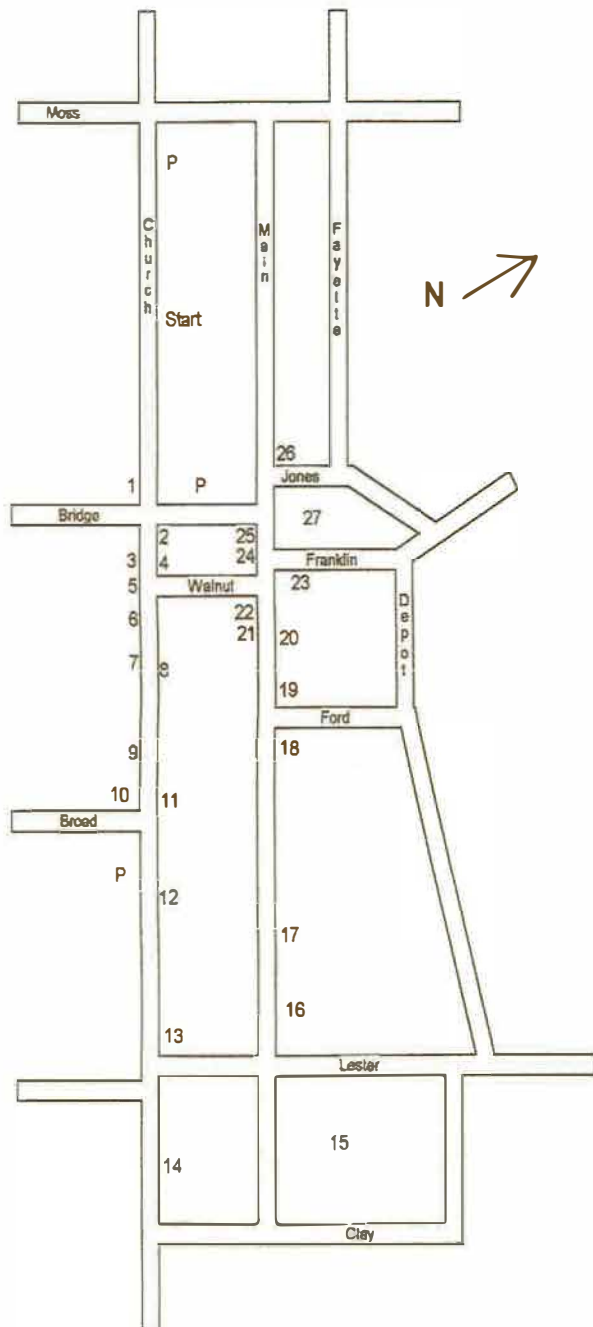 Moss
P
Church
Main
Fayette
N
Start
26
Jones
1
P
Bridge
27
2
25
3
4
24
Franklin
5
Walnut
23
Depot
6
22
21
20
7
8
19
Ford
9
18
10
11
Broad
P
12
17
16
13
Lester
15
14
Clay